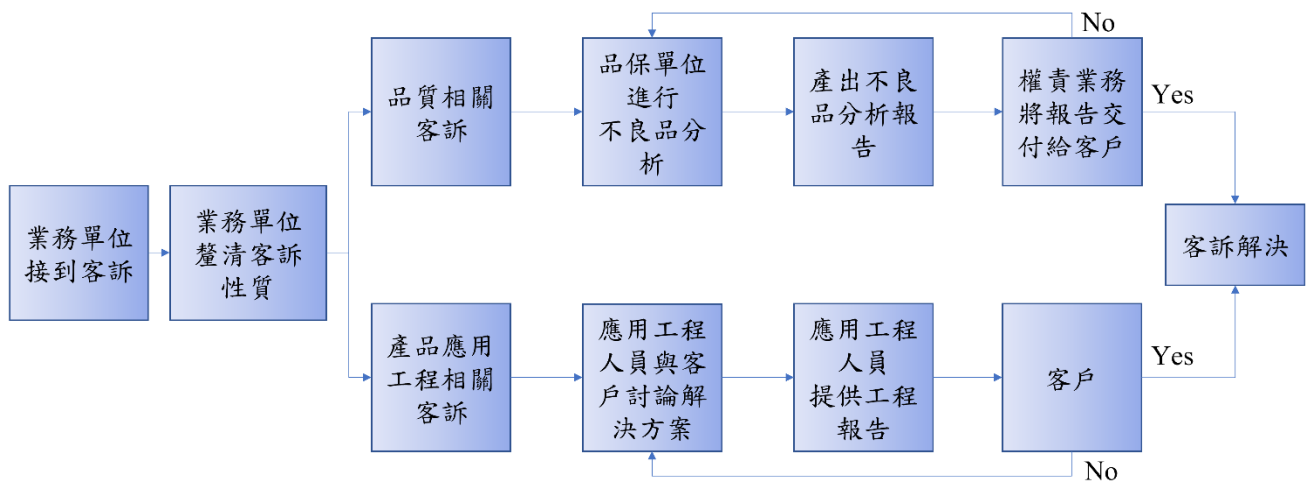 業務單位
接到客訴
業務單位
釐清客訴
性質
品質相關
客訴
品保單位
進行
不良品分
析
產出不良
品分析報
告
權責業務
將報告交
付給客戶
No
Yes
產品應用
工程相關
客訴
應用工程
人員與客
戶討論解
決方案
應用工程
人員
提供工程
報告
客戶
No
Yes
客訴解決